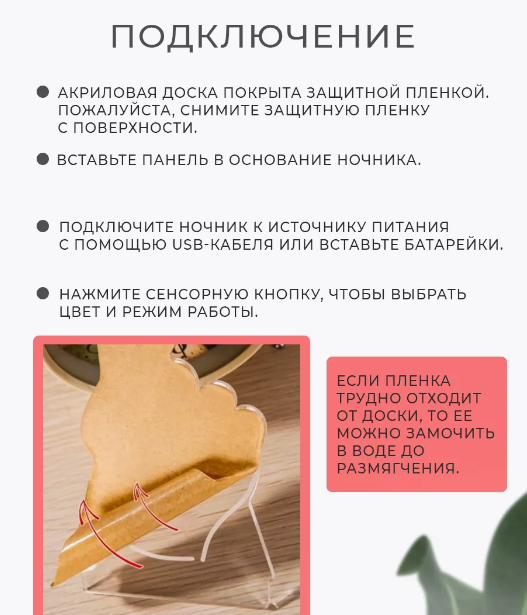 ПОДКЛЮЧЕНИЕ
АКРИЛОВАЯ ДОСКА ПОКРЫТА ЗАЩИТНОЙ ПЛЕНКОЙ.
ПОЖАЛУЙСТА, СНИМИТЕ ЗАЩИТНУЮ ПЛЕНКУ
С ПОВЕРХНОСТИ.
ВСТАВЬТЕ ПАНЕЛЬ В ОСНОВАНИЕ НОЧНИКА.
ПОДКЛЮЧИТЕ НОЧНИК К ИСТОЧНИКУ ПИТАНИЯ
С ПОМОЩЬЮ USB-КАБЕЛЯ ИЛИ ВСТАВЬТЕ БАТАРЕЙКИ.
НАЖМИТЕ СЕНСОРНУЮ КНОПКУ, ЧТОБЫ ВЫБРАТЬ
ЦВЕТ И РЕЖИМ РАБОТЫ.
ЕСЛИ ПЛЕНКА
ТРУДНО ОТХОДИТ
ОТ ДОСКИ, ТО ЕЕ
МОЖНО ЗАМОЧИТЬ
В ВОДЕ ДО
РАЗМЯГЧЕНИЯ.